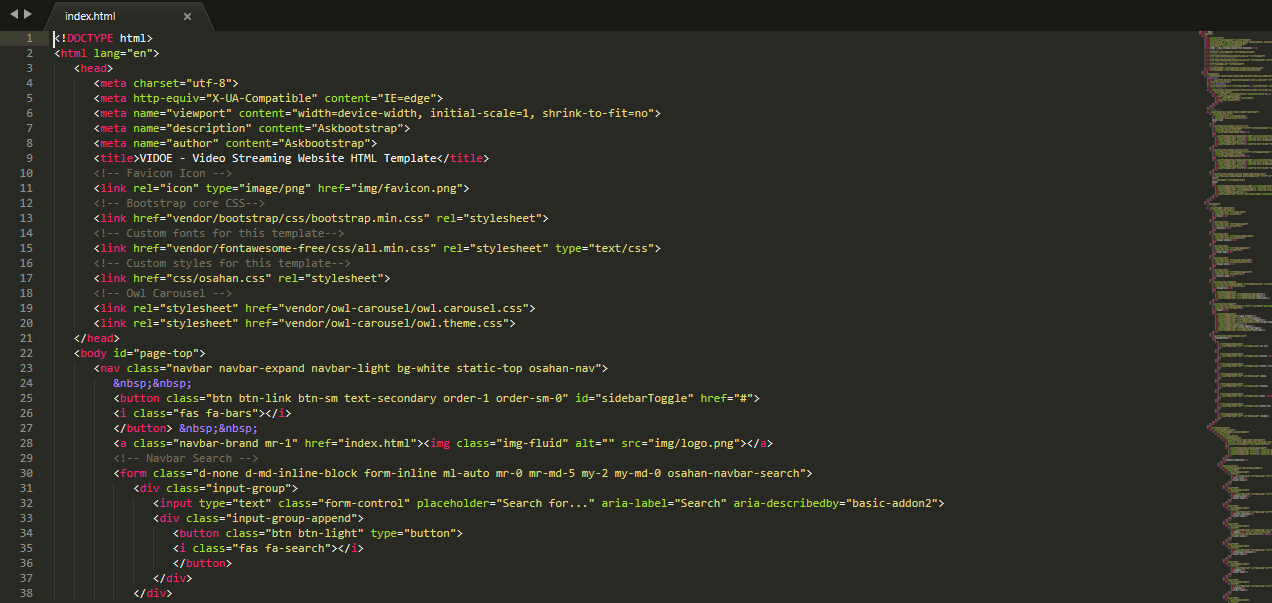 index.html ×
1 <!DOCTYPE html>
2 <html lang="en">
3 <head>
4 <meta charset="utf-8">
5 <meta http-equiv="X-UA-Compatible" content="IE=edge">
6 <meta name="viewport" content="width=device-width, initial-scale=1, shrink-to-fit=no">
7 <meta name="description" content="Askbootstrap">
8 <meta name="author" content="Askbootstrap">
9 <title>VIDOE - Video Streaming Website HTML Template</title>
10 <!-- Favicon Icon -->
11 <link rel="icon" type="image/png" href="img/favicon.png">
12 <!-- Bootstrap core CSS-->
13 <link href="vendor/bootstrap/css/bootstrap.min.css" rel="stylesheet">
14 <!-- Custom fonts for this template-->
15 <link href="vendor/fontawesome-free/css/all.min.css" rel="stylesheet" type="text/css">
16 <!-- Custom styles for this template-->
17 <link href="css/osahan.css" rel="stylesheet">
18 <!-- Owl Carousel -->
19 <link rel="stylesheet" href="vendor/owl-carousel/owl.carousel.css">
20 <link rel="stylesheet" href="vendor/owl-carousel/owl.theme.css">
21 </head>
22 <body id="page-top">
23 <nav class="navbar navbar-expand navbar-light bg-white static-top osahan-nav">
24 &nbsp;&nbsp;
25 <button class="btn btn-link btn-sm text-secondary order-1 order-sm-0" id="sidebarToggle" href="#">
26 <i class="fas fa-bars"></i>
27 </button> &nbsp;&nbsp;
28 <a class="navbar-brand mr-1" href="index.html"><img class="img-fluid" alt="" src="img/logo.png"></a>
29 <!-- Navbar Search -->
30 <form class="d-none d-md-inline-block form-inline ml-auto mr-0 mr-md-5 my-2 my-md-0 osahan-navbar-search">
31 <div class="input-group">
32 <input type="text" class="form-control" placeholder="Search for..." aria-label="Search" aria-describedby="basic-addon2">
33 <div class="input-group-append">
34 <button class="btn btn-light" type="button">
35 <i class="fas fa-search"></i>
36 </button>
37 </div>
38 </div>